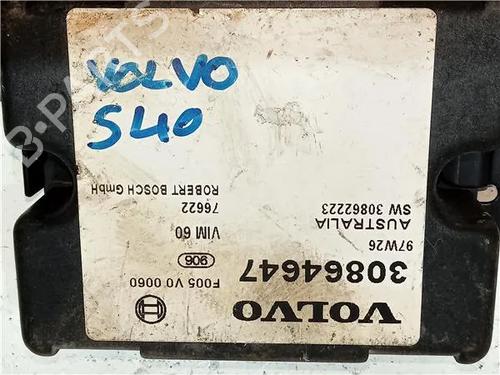 VOLVO
S40
VOLVO
30864647
97W26
AUSTRALIA
SW 30862223
F005 V0 0060
906
VIM 60
76622
ROBERT BOSCH GmbH
B-PARTS